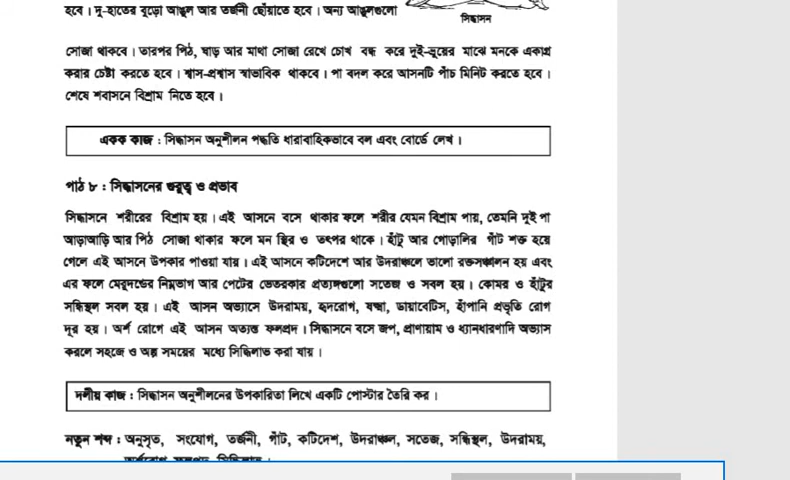 হবে। দু-হাতের বুড়ো আঙুল আর তর্জনী ছোঁয়াতে হবে। অন্য আঙুলগুলো
সিদ্ধাসন
সোজা থাকবে। তারপর পিঠ, ঘাড় আর মাথা সোজা রেখে চোখ বন্ধ করে দুই-ভ্রূয়ের মাঝে মনকে একাগ্র
করার চেষ্টা করতে হবে। শ্বাস-প্রশ্বাস স্বাভাবিক থাকবে। পা বদল করে আসনটি পাঁচ মিনিট করতে হবে।
শেষে শবাসনে বিশ্রাম নিতে হবে।
একক কাজ : সিদ্ধাসন অনুশীলন পদ্ধতি ধারাবাহিকভাবে বল এবং বোর্ডে লেখ।
পাঠ ৮ : সিদ্ধাসনের গুরুত্ব ও প্রভাব
সিদ্ধাসনে শরীরের বিশ্রাম হয়। এই আসনে বসে থাকার ফলে শরীর যেমন বিশ্রাম পায়, তেমনি দুই পা
আড়াআড়ি আর পিঠ সোজা থাকার ফলে মন স্থির ও তৎপর থাকে। হাঁটু আর গোড়ালির গাঁট শক্ত হয়ে
গেলে এই আসনে উপকার পাওয়া যায়। এই আসনে কটিদেশে আর উদরাঞ্চলে ভালো রক্তসঞ্চালন হয় এবং
এর ফলে মেরুদণ্ডের নিম্নভাগ আর পেটের ভেতরকার প্রত্যঙ্গগুলো সতেজ ও সবল হয়। কোমর ও হাঁটুর
সন্ধিস্থল সবল হয়। এই আসন অভ্যাসে উদরাময়, হৃদরোগ, যক্ষ্মা, ডায়াবেটিস, হাঁপানি প্রভৃতি রোগ
দূর হয়। অর্শ রোগে এই আসন অত্যন্ত ফলপ্রদ। সিদ্ধাসনে বসে জপ, প্রাণায়াম ও ধ্যানধারণাদি অভ্যাস
করলে সহজে ও অল্প সময়ের মধ্যে সিদ্ধিলাভ করা যায়।
দলীয় কাজ : সিদ্ধাসন অনুশীলনের উপকারিতা লিখে একটি পোস্টার তৈরি কর।
নতুন শব্দ : অনুসৃত, সংযোগ, তর্জনী, গাঁট, কটিদেশ, উদরাঞ্চল, সতেজ, সন্ধিস্থল, উদরাময়,